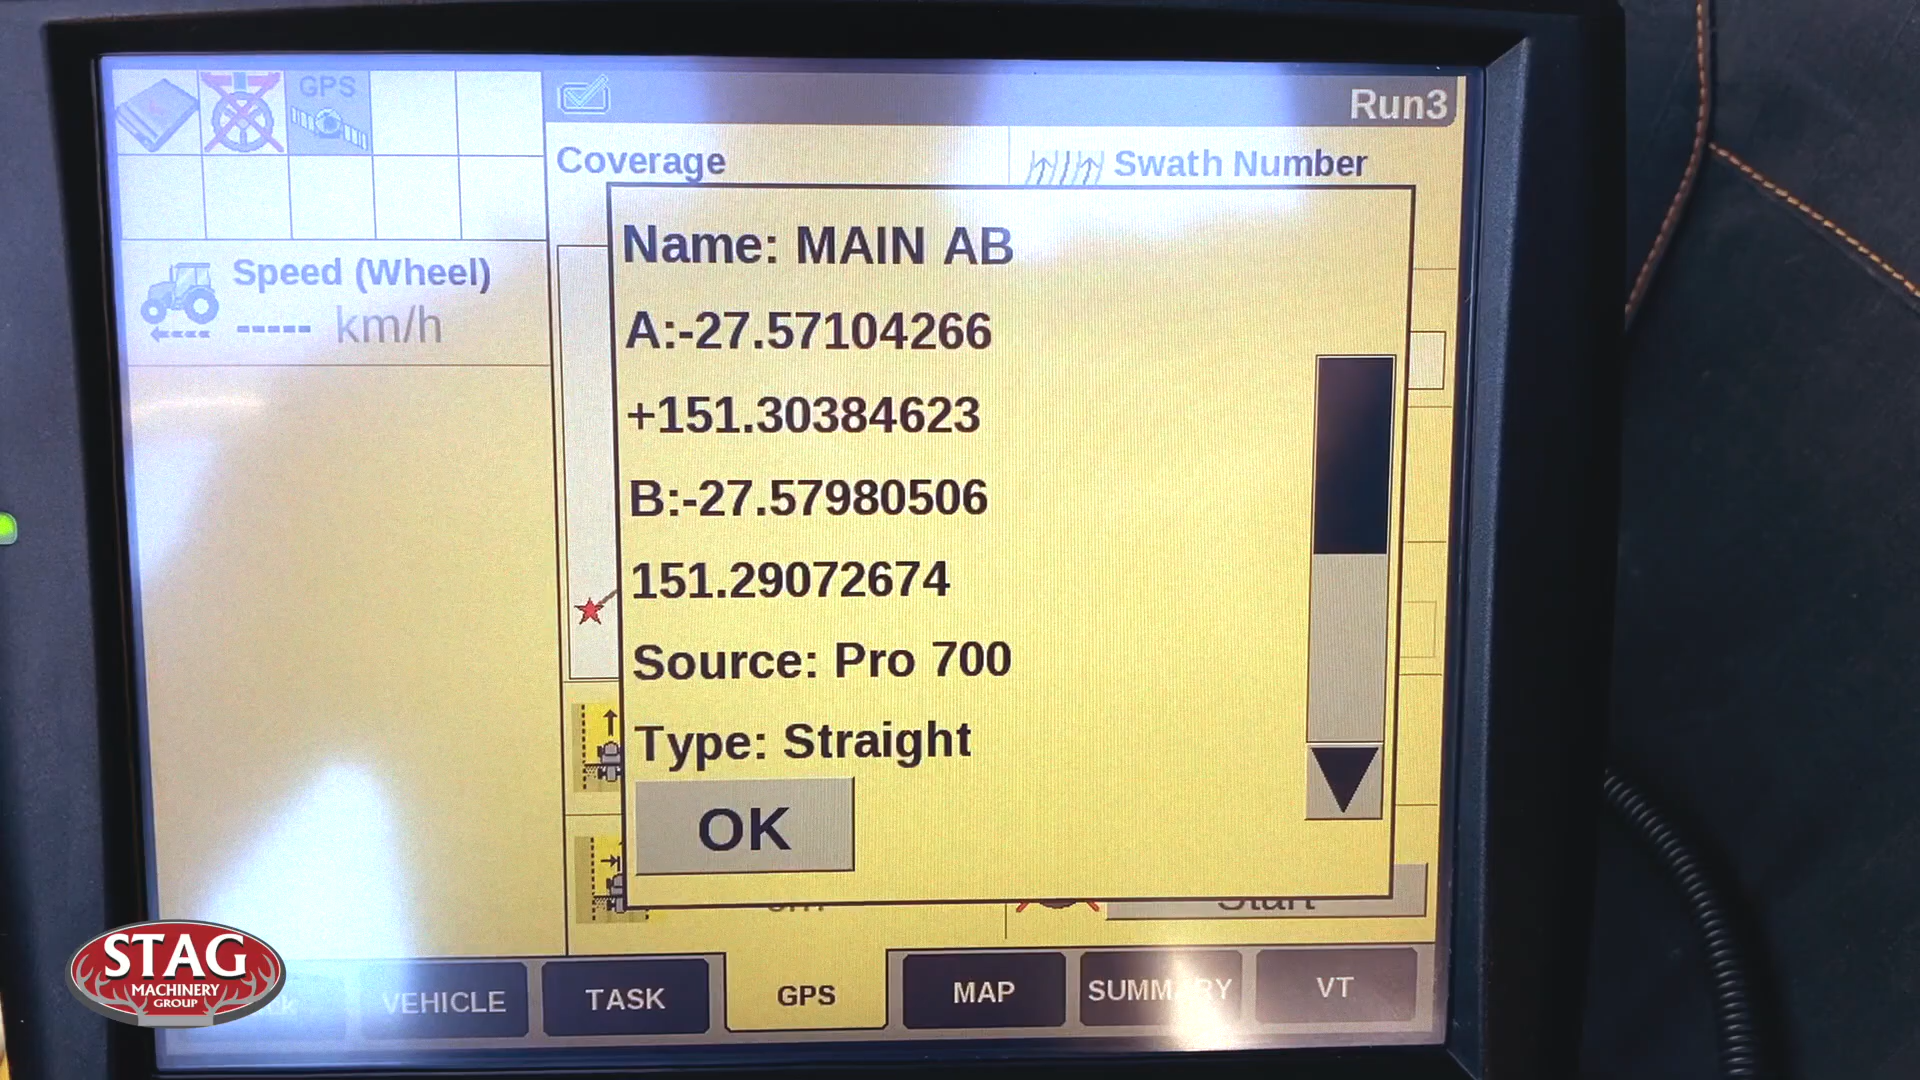 GPS
Run3
Coverage
Swath Number
Speed (Wheel)
----- km/h
Name: MAIN AB
A:-27.57104266
+151.30384623
B:-27.57980506
151.29072674
Source: Pro 700
Type: Straight
OK
Start
VEHICLE
TASK
GPS
MAP
SUMMARY
VT
STAG
MACHINERY
GROUP